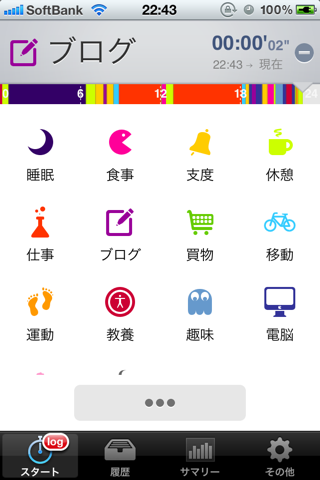 SoftBank 22:43 100%
ブログ 00:00'02"
22:43→ 現在
0 6 12 18 24
睡眠 食事 支度 休憩
仕事 ブログ 買物 移動
運動 教養 趣味 電脳
•••
log
スタート 履歴 サマリー その他